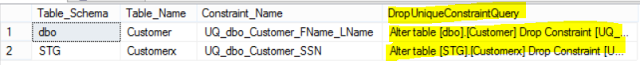 Table_Schema Table_Name Constraint_Name DropUniqueConstraintQuery
1 dbo Customer UQ_dbo_Customer_FName_LName Alter table [dbo].[Customer] Drop Constraint [UQ_...
2 STG Customerx UQ_dbo_Customer_SSN Alter table [STG].[Customerx] Drop Constraint [U...